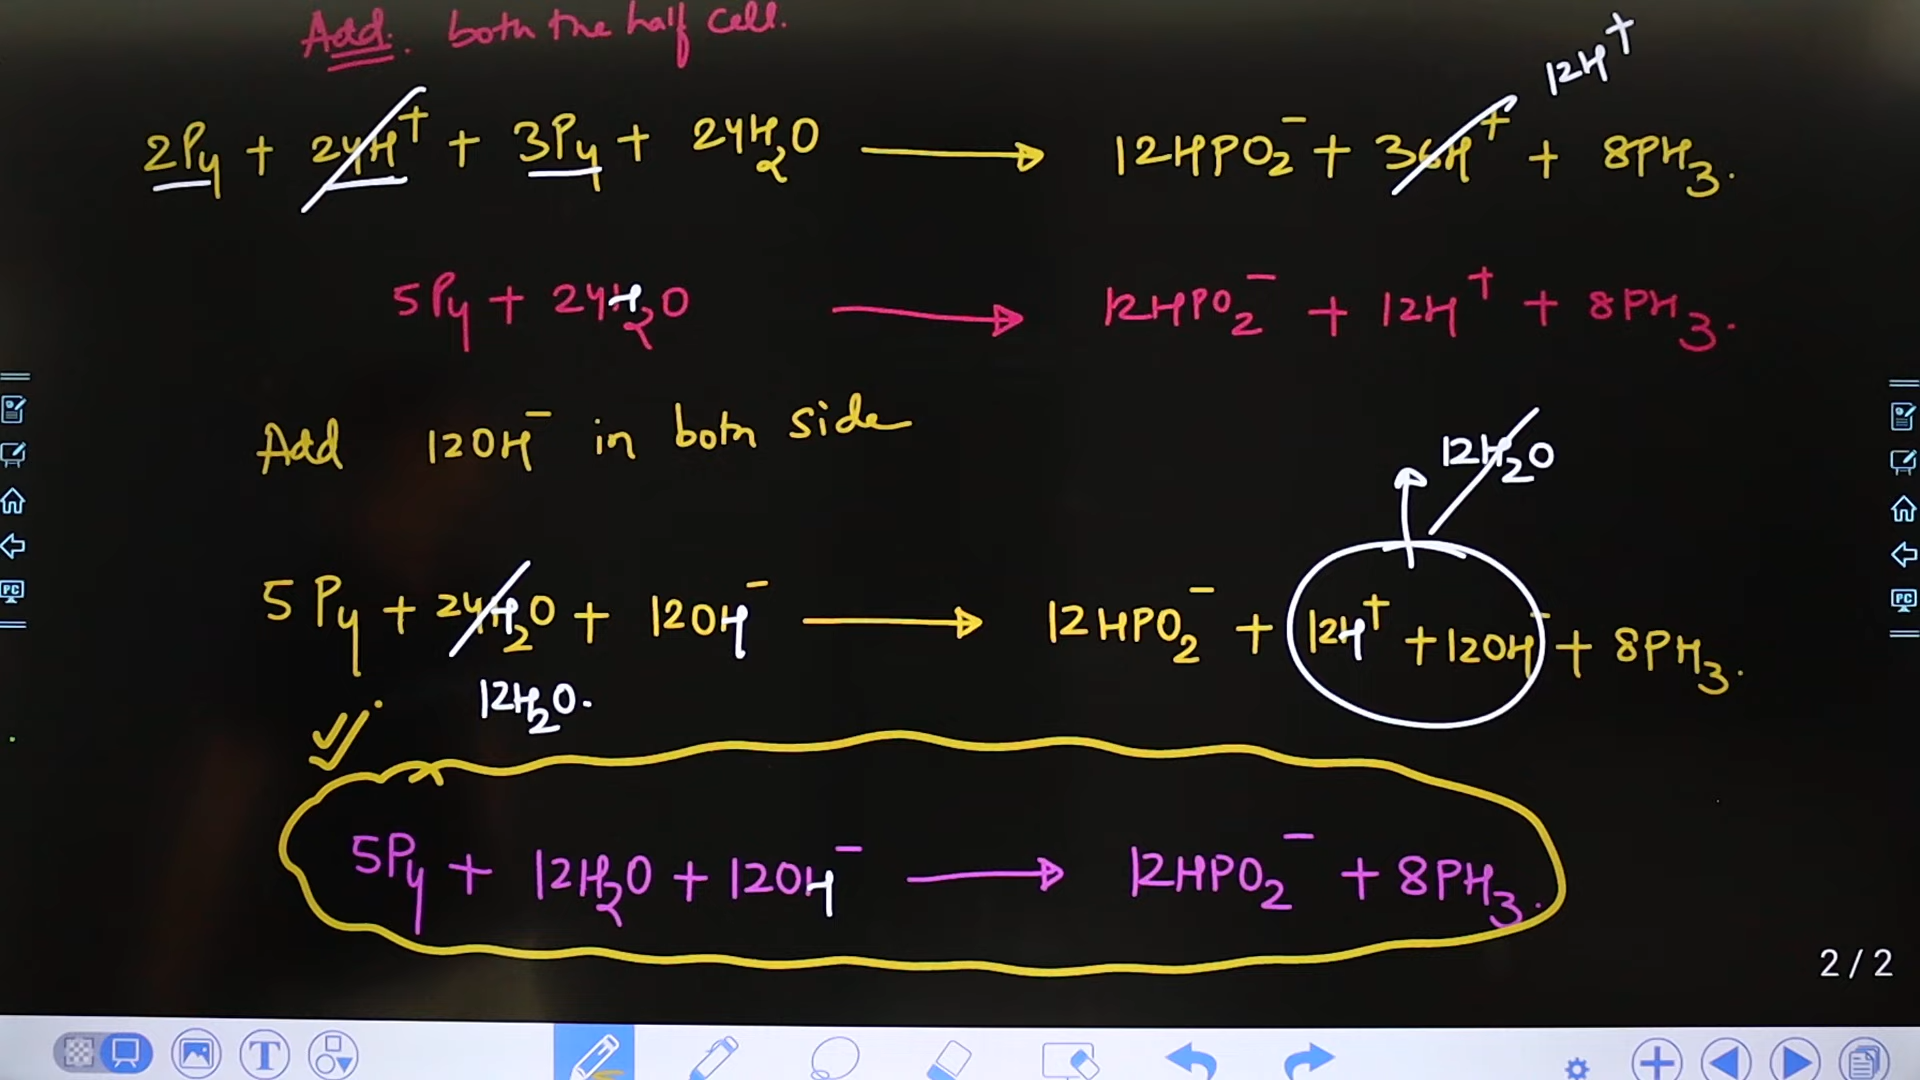 Add. both the half cell.
12H⁺
2P₄ + 24H⁺ + 3P₄ + 24H₂O ⟶ 12HPO₂⁻ + 36H⁺ + 8PH₃.
5P₄ + 24H₂O ⟶ 12HPO₂⁻ + 12H⁺ + 8PH₃.
Add 12OH⁻ in both side
12H₂O
5P₄ + 24H₂O + 12OH⁻ ⟶ 12HPO₂⁻ + 12H⁺ + 12OH⁻ + 8PH₃.
12H₂O.
5P₄ + 12H₂O + 12OH⁻ ⟶ 12HPO₂⁻ + 8PH₃.
2 / 2
PC
PC
T